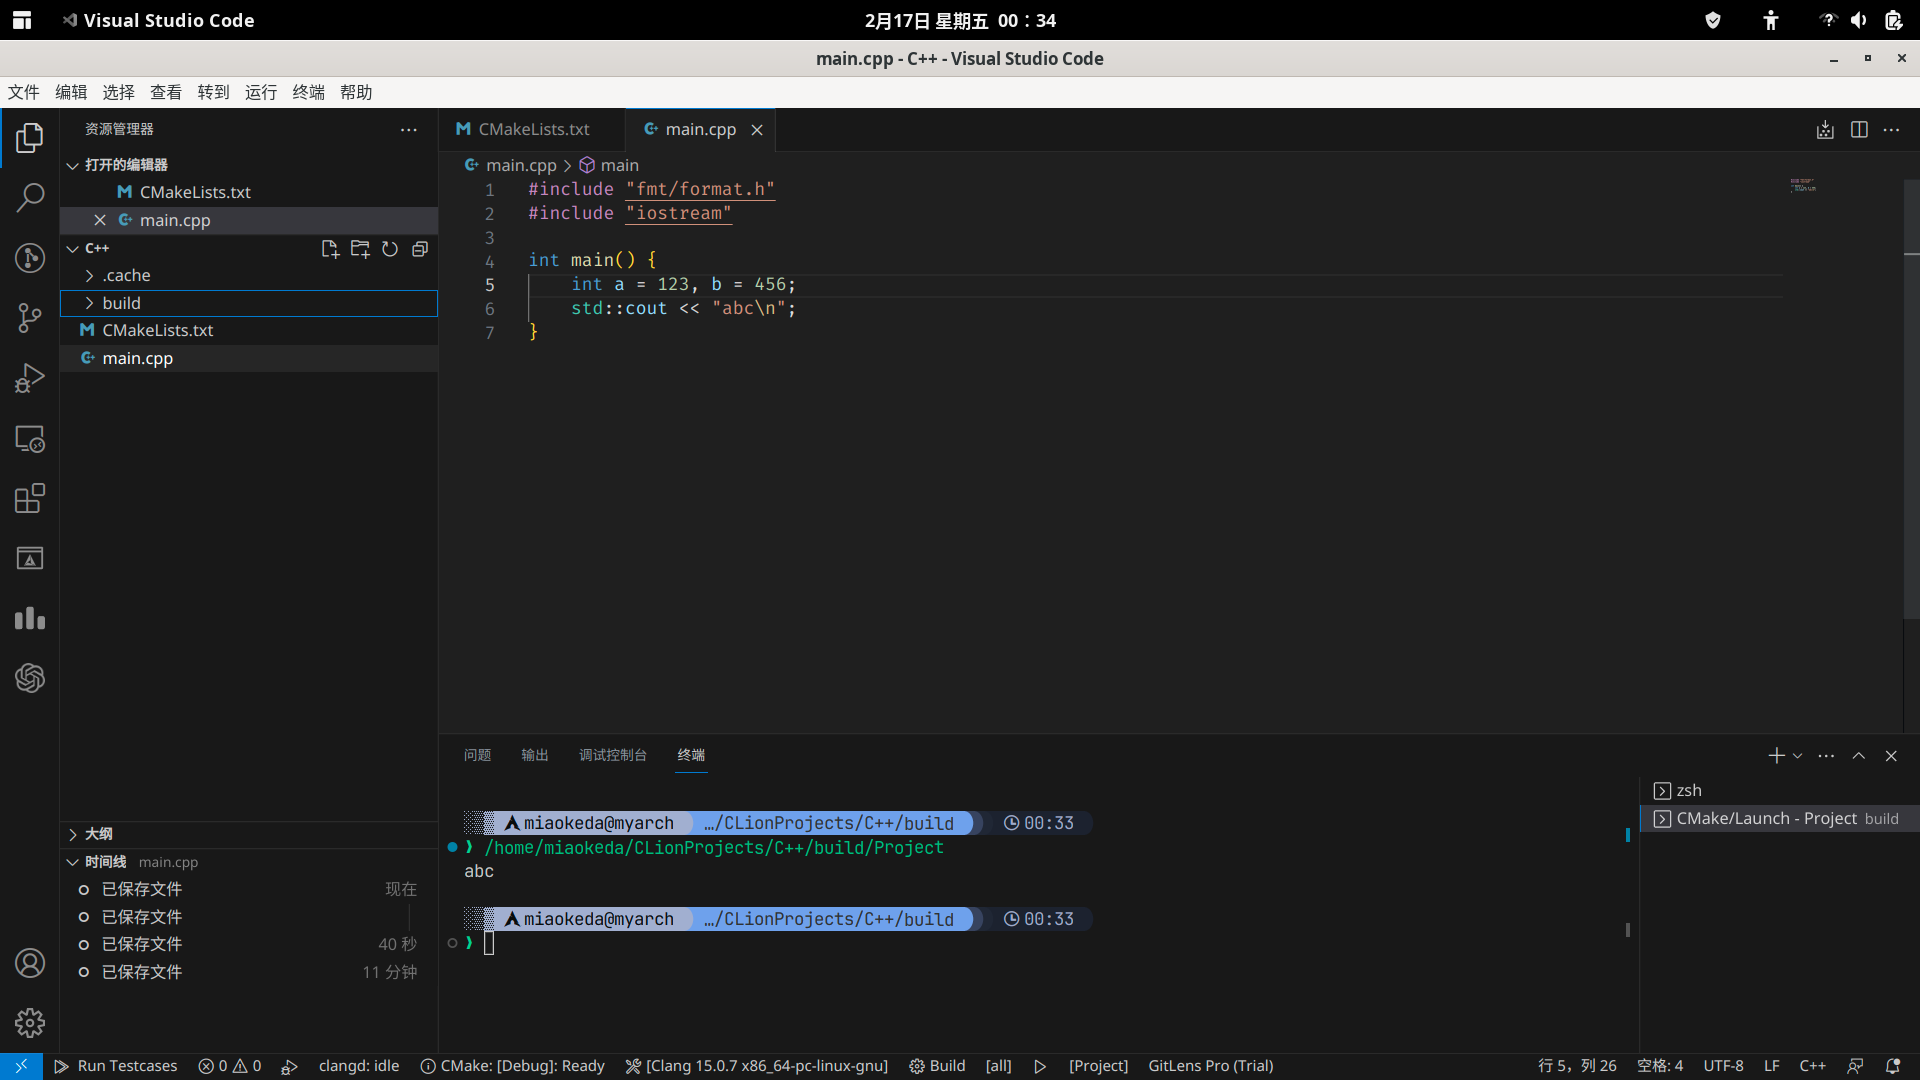 Visual Studio Code
2月17日 星期五 00：34
main.cpp - C++ - Visual Studio Code
文件 编辑 选择 查看 转到 运行 终端 帮助
资源管理器
打开的编辑器
CMakeLists.txt
main.cpp
C++
.cache
build
CMakeLists.txt
main.cpp
大纲
时间线 main.cpp
已保存文件 现在
已保存文件
已保存文件 40 秒
已保存文件 11 分钟
CMakeLists.txt main.cpp
main.cpp > main
1 #include "fmt/format.h"
2 #include "iostream"
3
4 int main() {
5 int a = 123, b = 456;
6 std::cout << "abc\n";
7 }
问题 输出 调试控制台 终端
miaokeda@myarch …/CLionProjects/C++/build 00:33
❯ /home/miaokeda/CLionProjects/C++/build/Project
abc
miaokeda@myarch …/CLionProjects/C++/build 00:33
❯
zsh
CMake/Launch - Project build
Run Testcases 0 0 clangd: idle CMake: [Debug]: Ready [Clang 15.0.7 x86_64-pc-linux-gnu] Build [all] [Project] GitLens Pro (Trial) 行 5，列 26 空格: 4 UTF-8 LF C++